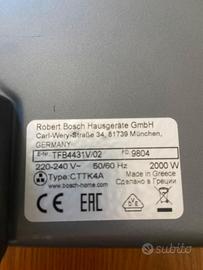 Robert Bosch Hausgeräte GmbH
Carl-Wery-Straße 34, 81739 München,
GERMANY
E-Nr. TFB4431V/02 FD. 9804
220-240 V~ 50/60 Hz 2000 W
Type: CTTK4A Made in Greece
www.bosch-home.com Сделано в Греции
CE EAC
subito